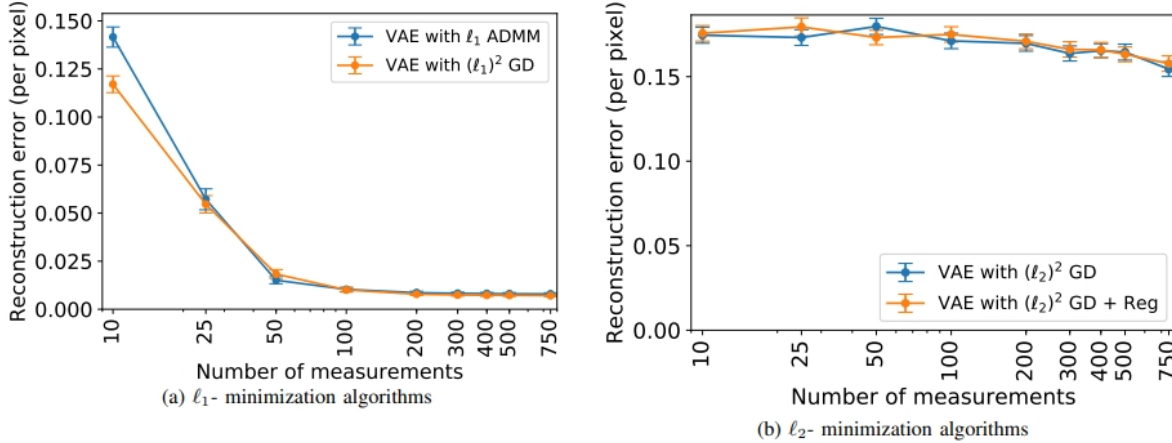 Reconstruction error (per pixel)
0.150
0.125
0.100
0.075
0.050
0.025
0.000
VAE with ℓ₁ ADMM
VAE with (ℓ₁)² GD
10
25
50
100
200
300
400
500
750
Number of measurements
(a) ℓ₁- minimization algorithms
Reconstruction error (per pixel)
0.15
0.10
0.05
0.00
VAE with (ℓ₂)² GD
VAE with (ℓ₂)² GD + Reg
10
25
50
100
200
300
400
500
750
Number of measurements
(b) ℓ₂- minimization algorithms